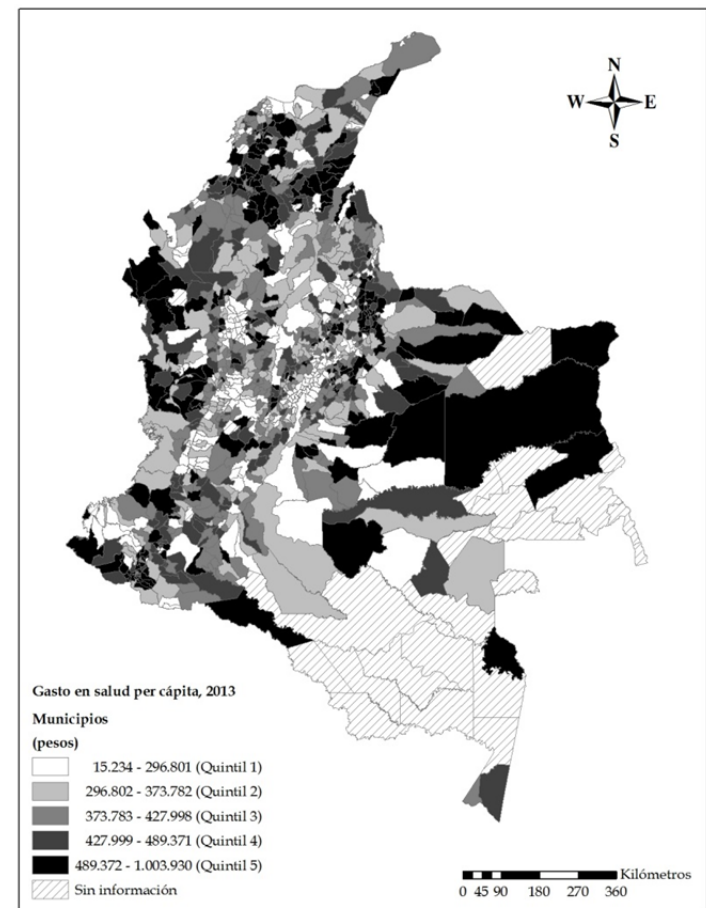 N
W E
S
Gasto en salud per cápita, 2013
Municipios
(pesos)
15.234 - 296.801 (Quintil 1)
296.802 - 373.782 (Quintil 2)
373.783 - 427.998 (Quintil 3)
427.999 - 489.371 (Quintil 4)
489.372 - 1.003.930 (Quintil 5)
Sin información
Kilómetros
0 45 90 180 270 360